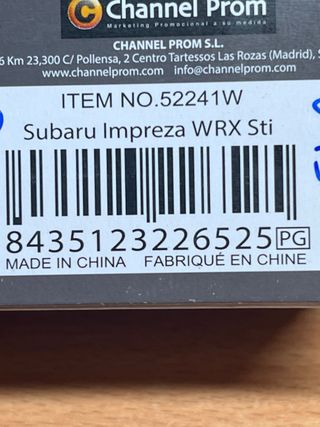 Channel Prom
Marketing Promocional a su medida
CHANNEL PROM S.L.
6 Km 23,300 C/ Pollensa, 2 Centro Tartessos Las Rozas (Madrid),
www.channelprom.com info@channelprom.com
ITEM NO.52241W
Subaru Impreza WRX Sti
8435123226525 PG
MADE IN CHINA FABRIQUÉ EN CHINE